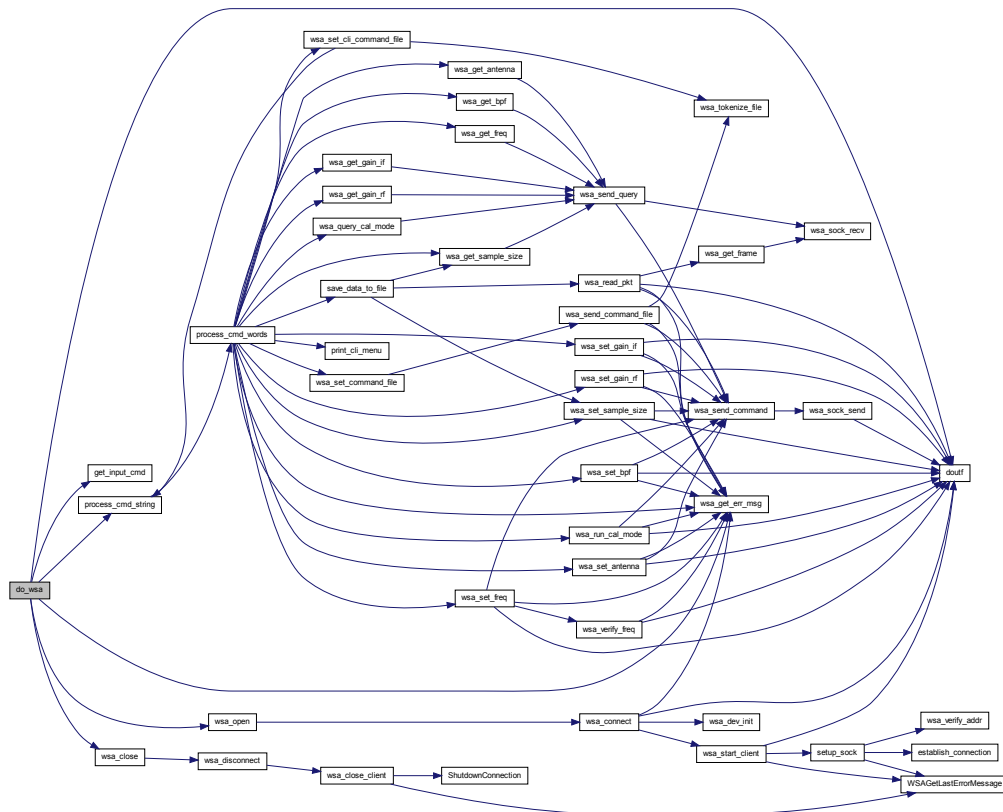 wsa_set_cli_command_file
wsa_get_antenna
wsa_get_bpf
wsa_tokenize_file
wsa_get_freq
wsa_get_gain_if
wsa_get_gain_rf
wsa_send_query
wsa_query_cal_mode
wsa_sock_recv
wsa_get_sample_size
wsa_get_frame
save_data_to_file
wsa_read_pkt
wsa_send_command_file
process_cmd_words
print_cli_menu
wsa_set_gain_if
wsa_set_command_file
wsa_set_gain_rf
wsa_set_sample_size
wsa_send_command
wsa_sock_send
get_input_cmd
wsa_set_bpf
doutf
process_cmd_string
wsa_get_err_msg
wsa_run_cal_mode
wsa_set_antenna
do_wsa
wsa_set_freq
wsa_verify_freq
wsa_open
wsa_connect
wsa_dev_init
wsa_verify_addr
wsa_close
wsa_disconnect
wsa_start_client
setup_sock
establish_connection
wsa_close_client
ShutdownConnection
WSAGetLastErrorMessage